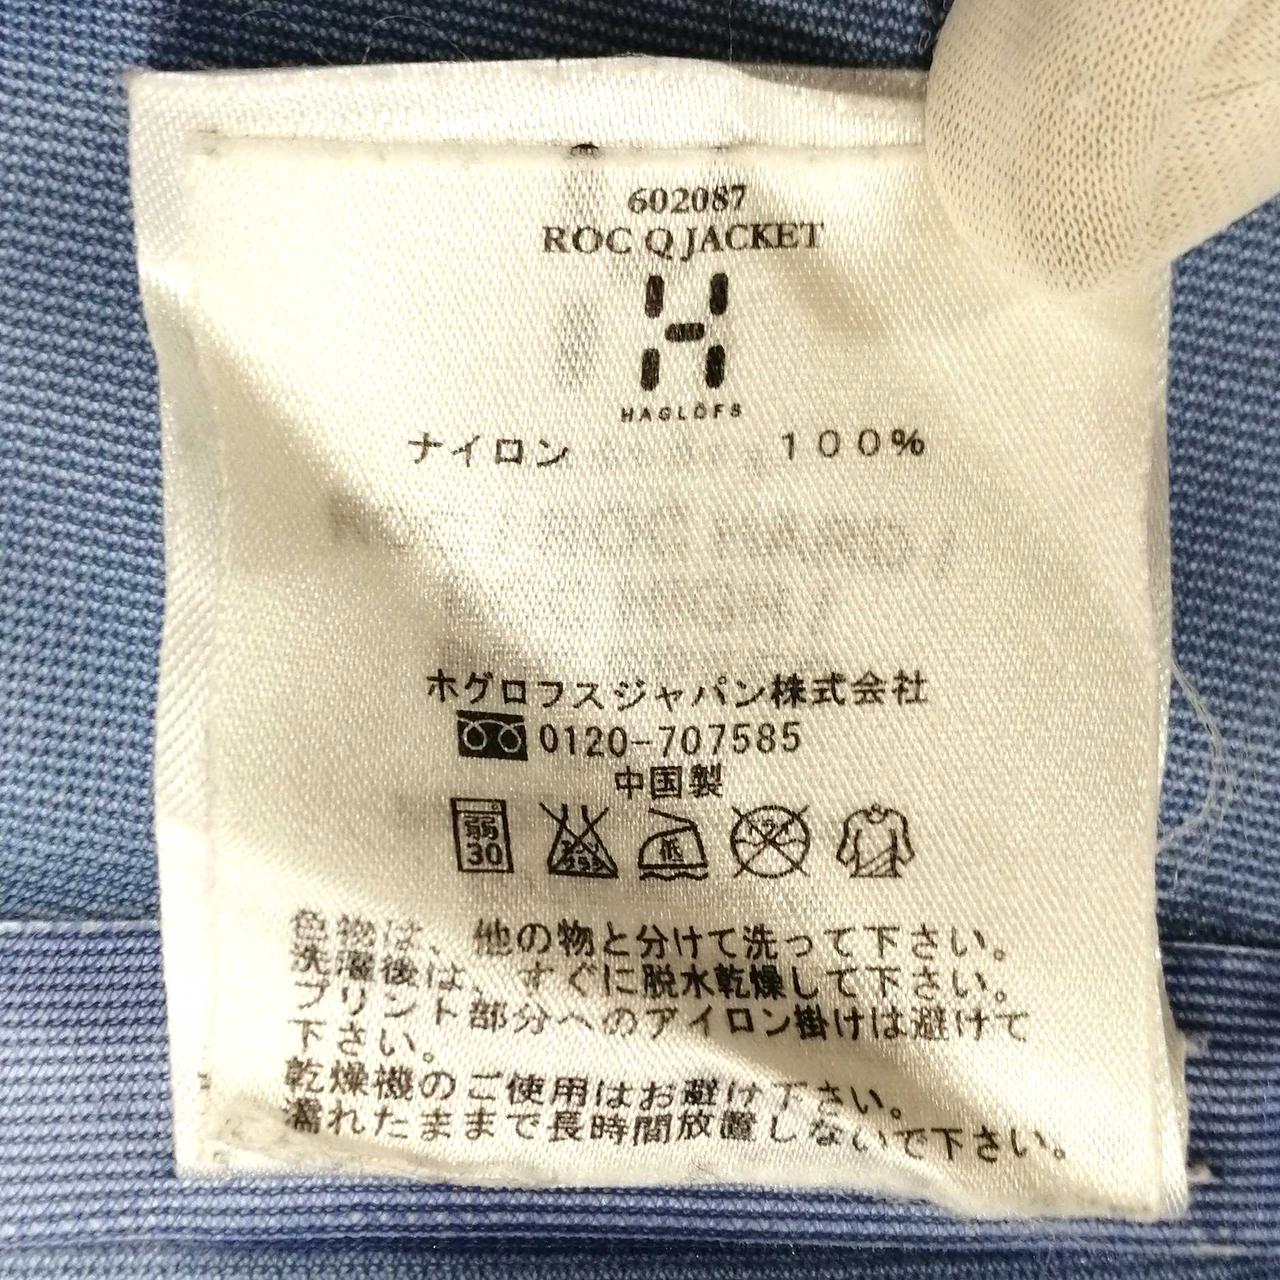 602087
ROC Q JACKET
HAGLÖFS
ナイロン 100%
ホグロフスジャパン株式会社
0120-707585
中国製
弱 30 低
色物は、他の物と分けて洗って下さい。
洗濯後は、すぐに脱水乾燥して下さい。
プリント部分へのアイロン掛けは避けて
下さい。
乾燥機のご使用はお避け下さい。
濡れたままで長時間放置しないで下さい。